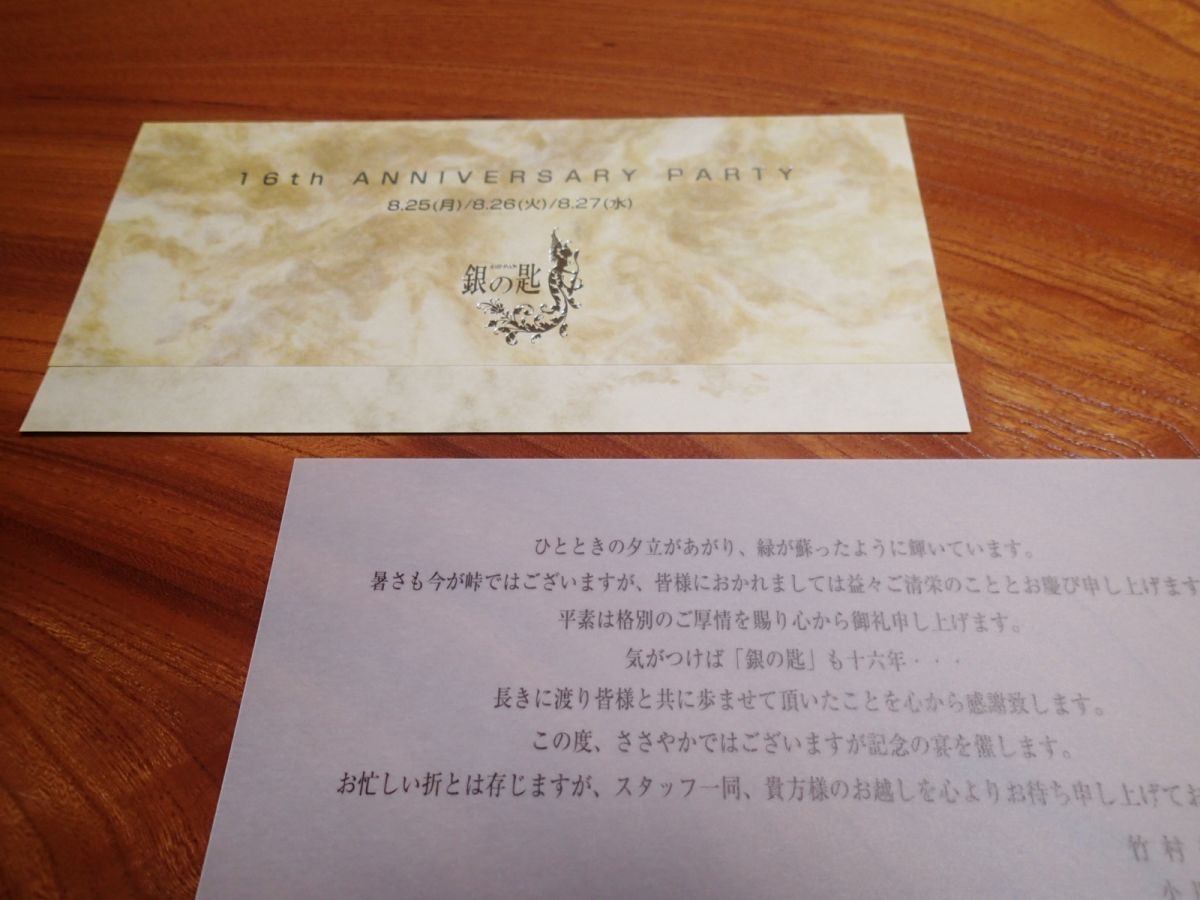 16th ANNIVERSARY PARTY
8.25(月)/8.26(火)/8.27(水)
銀の匙
ひとときの夕立があがり、緑が蘇ったように輝いています。
暑さも今が峠ではございますが、皆様におかれましては益々ご清栄のこととお慶び申し上げます
平素は格別のご厚情を賜り心から御礼申し上げます。
気がつけば「銀の匙」も十六年・・・
長きに渡り皆様と共に歩ませて頂いたことを心から感謝致します。
この度、ささやかではございますが記念の宴を催します。
お忙しい折とは存じますが、スタッフ一同、貴方様のお越しを心よりお待ち申し上げてお
竹村
小